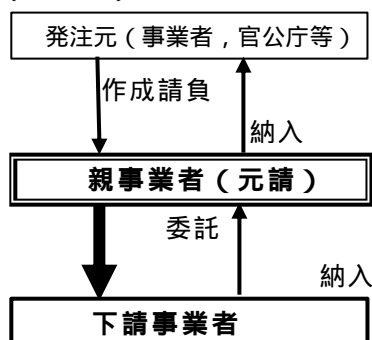 発注元(事業者,官公庁等)
作成請負
納入
親事業者(元請)
委託
納入
下請事業者